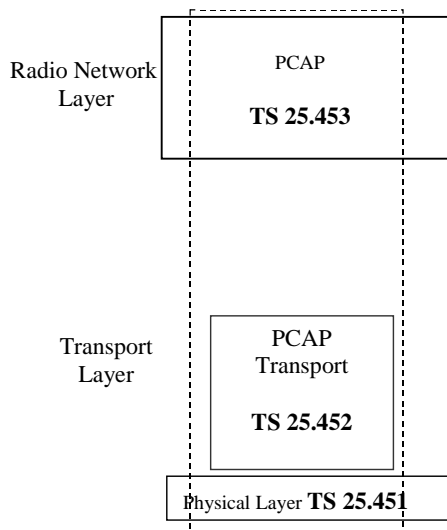 Radio Network
Layer
PCAP
TS 25.453
Transport
Layer
PCAP
Transport
TS 25.452
Physical Layer TS 25.451